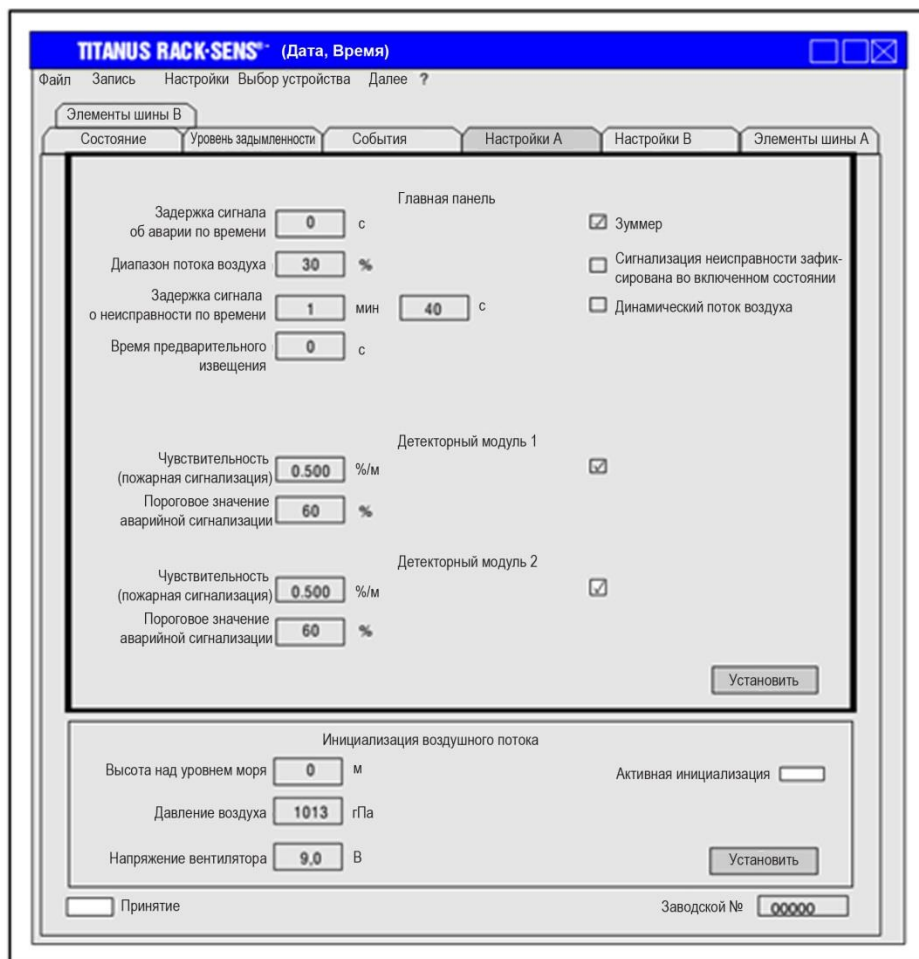 TITANUS RACK·SENS®- (Дата, Время)
Файл Запись Настройки Выбор устройства Далее ?
Элементы шины В
Состояние Уровень задымленности События Настройки А Настройки В Элементы шины А
Главная панель
Задержка сигнала
об аварии по времени 0 с
Зуммер
Диапазон потока воздуха 30 %
Сигнализация неисправности зафик-
сирована во включенном состоянии
Задержка сигнала
о неисправности по времени 1 мин 40 с
Динамический поток воздуха
Время предварительного
извещения 0 с
Детекторный модуль 1
Чувствительность
(пожарная сигнализация) 0.500 %/м
Пороговое значение
аварийной сигнализации 60 %
Детекторный модуль 2
Чувствительность
(пожарная сигнализация) 0.500 %/м
Пороговое значение
аварийной сигнализации 60 %
Установить
Инициализация воздушного потока
Высота над уровнем моря 0 м
Активная инициализация
Давление воздуха 1013 гПа
Напряжение вентилятора 9,0 В
Установить
Принятие
Заводской № 00000